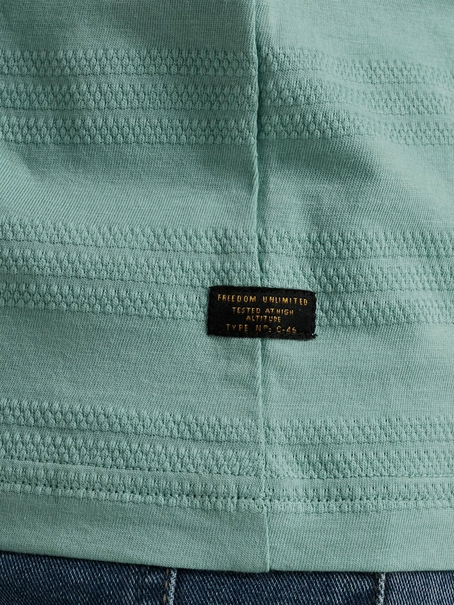 FREEDOM UNLIMITED
TESTED AT HIGH
ALTITUDE
TYPE Nº: C-46